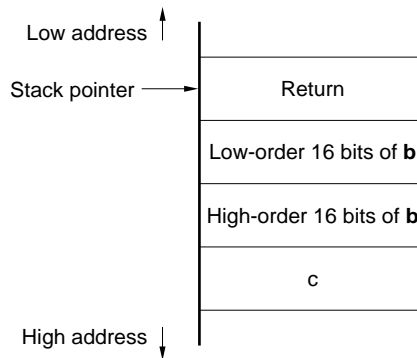 Low address
Stack pointer
Return
Low-order 16 bits of b
High-order 16 bits of b
c
High address